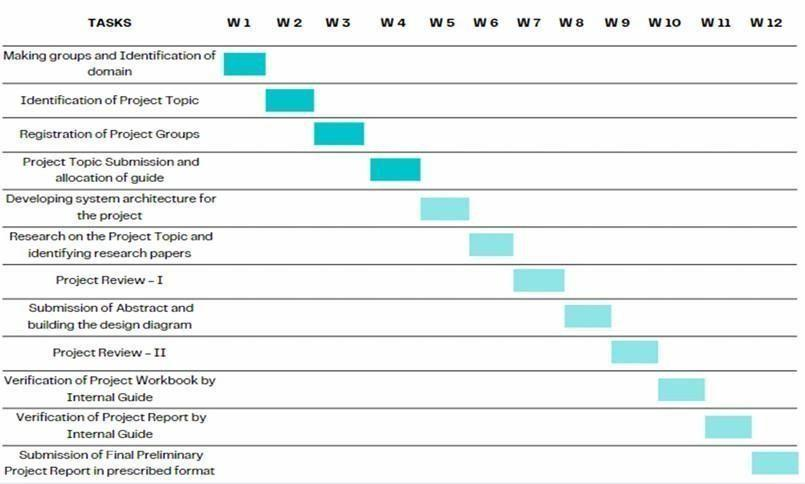 TASKS W 1 W 2 W 3 W 4 W 5 W 6 W 7 W 8 W 9 W 10 W 11 W 12
Making groups and Identification of
domain
Identification of Project Topic
Registration of Project Groups
Project Topic Submission and
allocation of guide
Developing system architecture for
the project
Research on the Project Topic and
identifying research papers
Project Review – I
Submission of Abstract and
building the design diagram
Project Review – II
Verification of Project Workbook by
Internal Guide
Verification of Project Report by
Internal Guide
Submission of Final Preliminary
Project Report in prescribed format